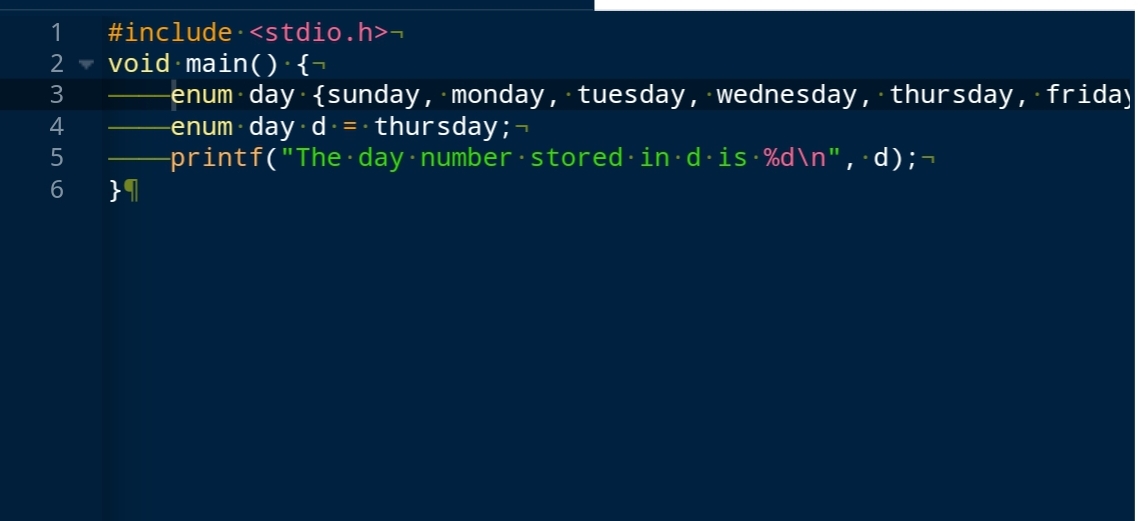 1 #include <stdio.h>
2 void main() {
3 enum day {sunday, monday, tuesday, wednesday, thursday, friday
4 enum day d = thursday;
5 printf("The day number stored in d is %d\n", d);
6 }